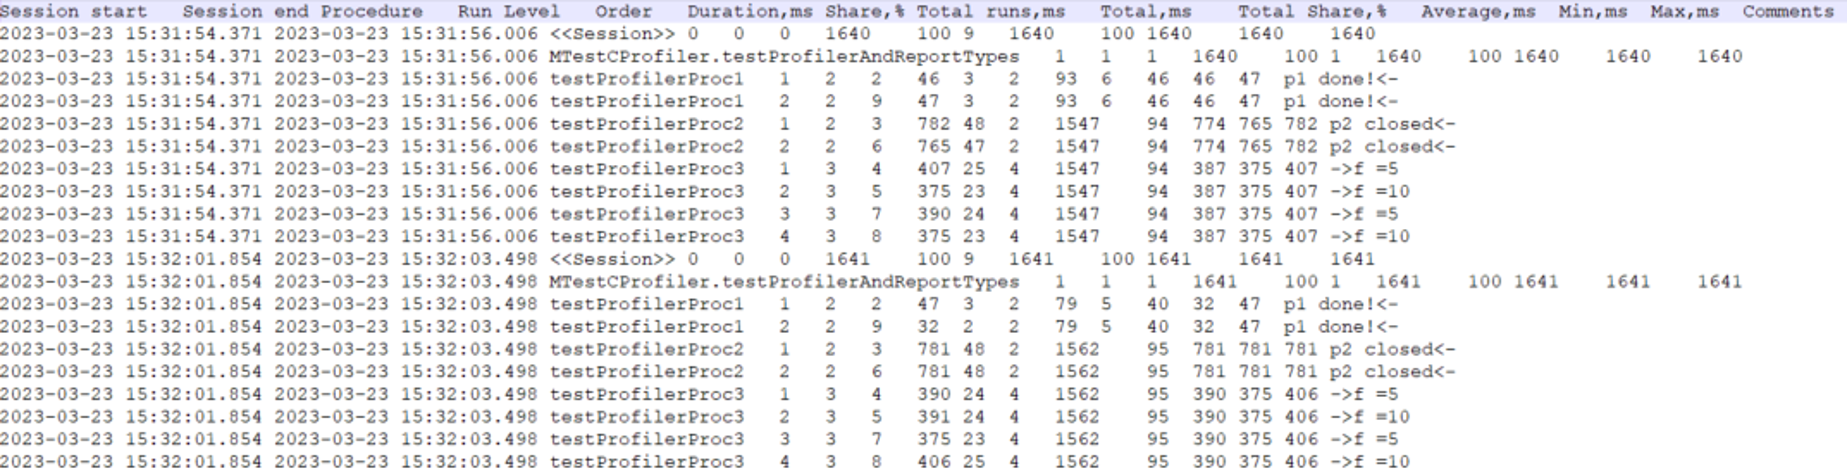 Session start Session end Procedure Run Level Order Duration,ms Share,% Total runs,ms Total,ms Total Share,% Average,ms Min,ms Max,ms Comments
2023-03-23 15:31:54.371 2023-03-23 15:31:56.006 <<Session>> 0 0 0 1640 100 9 1640 100 1640 1640 1640
2023-03-23 15:31:54.371 2023-03-23 15:31:56.006 MTestCProfiler.testProfilerAndReportTypes 1 1 1 1640 100 1 1640 100 1640 1640 1640
2023-03-23 15:31:54.371 2023-03-23 15:31:56.006 testProfilerProc1 1 2 2 46 3 2 93 6 46 46 47 p1 done!<-
2023-03-23 15:31:54.371 2023-03-23 15:31:56.006 testProfilerProc1 2 2 9 47 3 2 93 6 46 46 47 p1 done!<-
2023-03-23 15:31:54.371 2023-03-23 15:31:56.006 testProfilerProc2 1 2 3 782 48 2 1547 94 774 765 782 p2 closed<-
2023-03-23 15:31:54.371 2023-03-23 15:31:56.006 testProfilerProc2 2 2 6 765 47 2 1547 94 774 765 782 p2 closed<-
2023-03-23 15:31:54.371 2023-03-23 15:31:56.006 testProfilerProc3 1 3 4 407 25 4 1547 94 387 375 407 ->f =5
2023-03-23 15:31:54.371 2023-03-23 15:31:56.006 testProfilerProc3 2 3 5 375 23 4 1547 94 387 375 407 ->f =10
2023-03-23 15:31:54.371 2023-03-23 15:31:56.006 testProfilerProc3 3 3 7 390 24 4 1547 94 387 375 407 ->f =5
2023-03-23 15:31:54.371 2023-03-23 15:31:56.006 testProfilerProc3 4 3 8 375 23 4 1547 94 387 375 407 ->f =10
2023-03-23 15:32:01.854 2023-03-23 15:32:03.498 <<Session>> 0 0 0 1641 100 9 1641 100 1641 1641 1641
2023-03-23 15:32:01.854 2023-03-23 15:32:03.498 MTestCProfiler.testProfilerAndReportTypes 1 1 1 1641 100 1 1641 100 1641 1641 1641
2023-03-23 15:32:01.854 2023-03-23 15:32:03.498 testProfilerProc1 1 2 2 47 3 2 79 5 40 32 47 p1 done!<-
2023-03-23 15:32:01.854 2023-03-23 15:32:03.498 testProfilerProc1 2 2 9 32 2 2 79 5 40 32 47 p1 done!<-
2023-03-23 15:32:01.854 2023-03-23 15:32:03.498 testProfilerProc2 1 2 3 781 48 2 1562 95 781 781 781 p2 closed<-
2023-03-23 15:32:01.854 2023-03-23 15:32:03.498 testProfilerProc2 2 2 6 781 48 2 1562 95 781 781 781 p2 closed<-
2023-03-23 15:32:01.854 2023-03-23 15:32:03.498 testProfilerProc3 1 3 4 390 24 4 1562 95 390 375 406 ->f =5
2023-03-23 15:32:01.854 2023-03-23 15:32:03.498 testProfilerProc3 2 3 5 391 24 4 1562 95 390 375 406 ->f =10
2023-03-23 15:32:01.854 2023-03-23 15:32:03.498 testProfilerProc3 3 3 7 375 23 4 1562 95 390 375 406 ->f =5
2023-03-23 15:32:01.854 2023-03-23 15:32:03.498 testProfilerProc3 4 3 8 406 25 4 1562 95 390 375 406 ->f =10